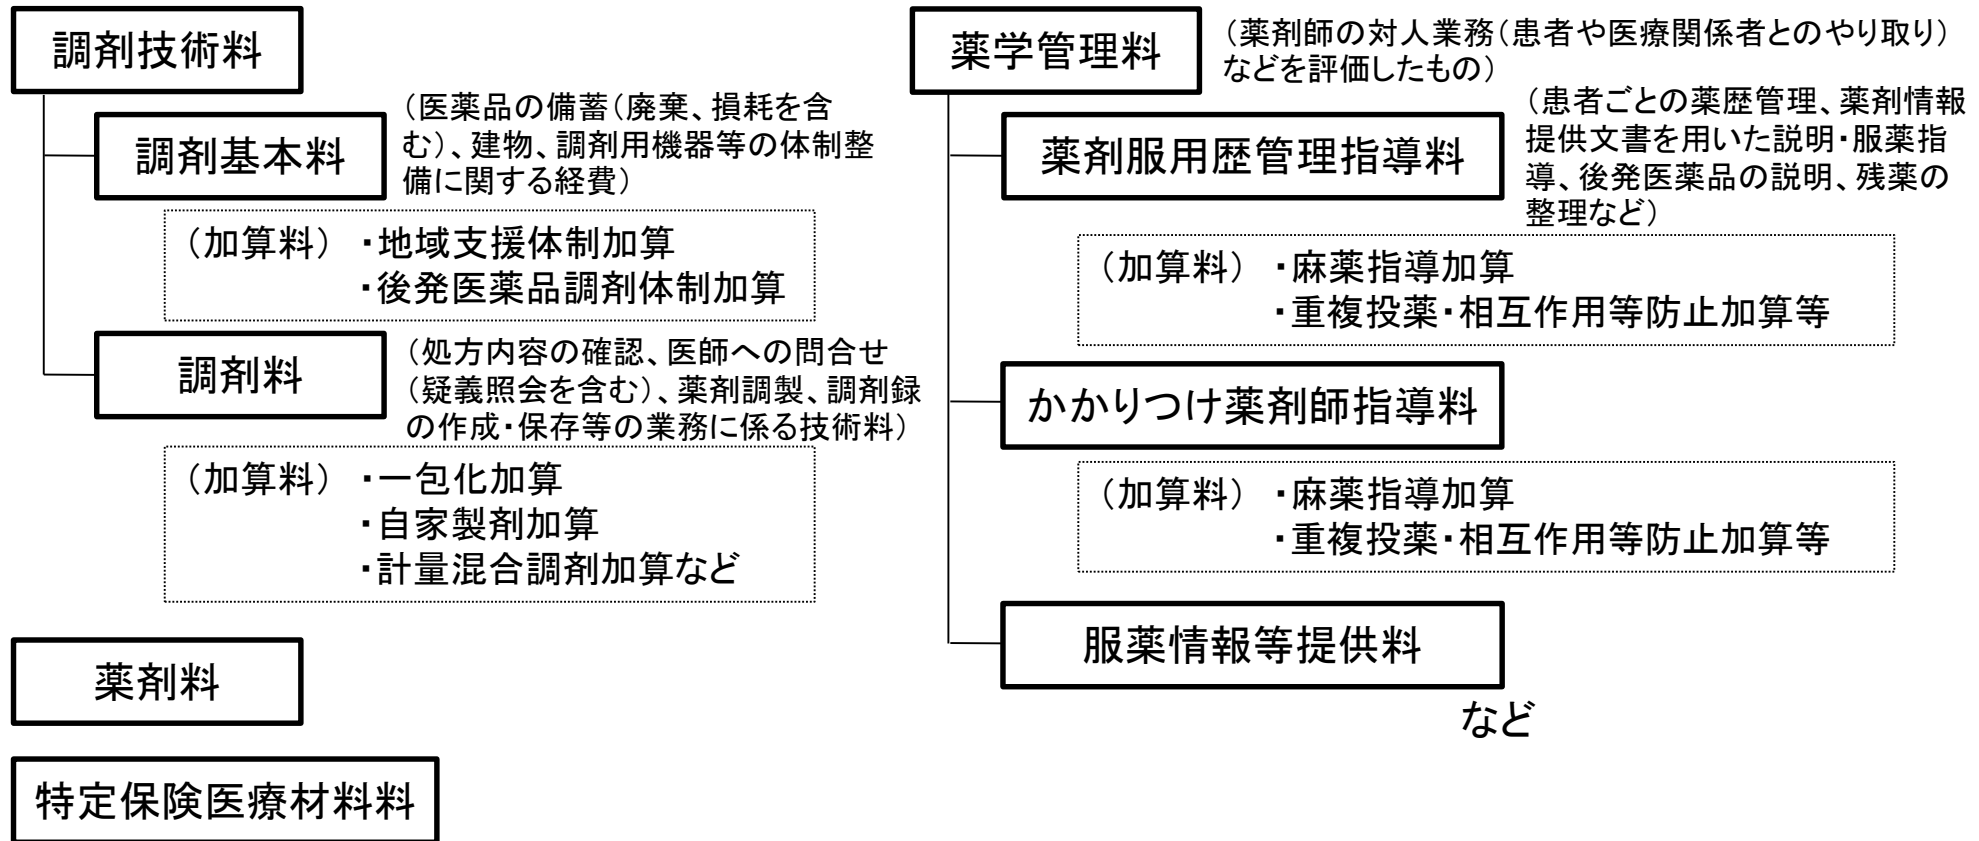 調剤技術料
調剤基本料
（医薬品の備蓄（廃棄、損耗を含
む）、建物、調剤用機器等の体制整
備に関する経費）
（加算料）・地域支援体制加算
・後発医薬品調剤体制加算
調剤料
（処方内容の確認、医師への問合せ
（疑義照会を含む）、薬剤調製、調剤録
の作成・保存等の業務に係る技術料）
（加算料）・一包化加算
・自家製剤加算
・計量混合調剤加算など
薬剤料
特定保険医療材料料
薬学管理料
（薬剤師の対人業務（患者や医療関係者とのやり取り）
などを評価したもの）
薬剤服用歴管理指導料
（患者ごとの薬歴管理、薬剤情報
提供文書を用いた説明・服薬指
導、後発医薬品の説明、残薬の
整理など）
（加算料）・麻薬指導加算
・重複投薬・相互作用等防止加算等
かかりつけ薬剤師指導料
（加算料）・麻薬指導加算
・重複投薬・相互作用等防止加算等
服薬情報等提供料
など